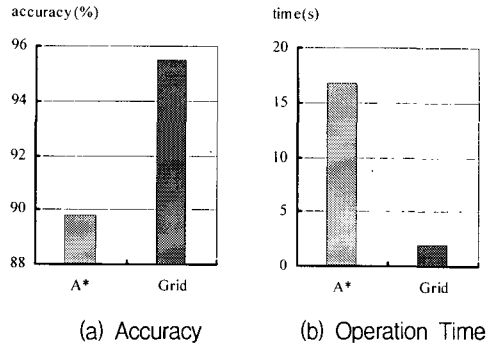 accuracy(%)
96
94
92
90
88
A*
Grid
(a) Accuracy
time(s)
20
15
10
5
0
A*
Grid
(b) Operation Time